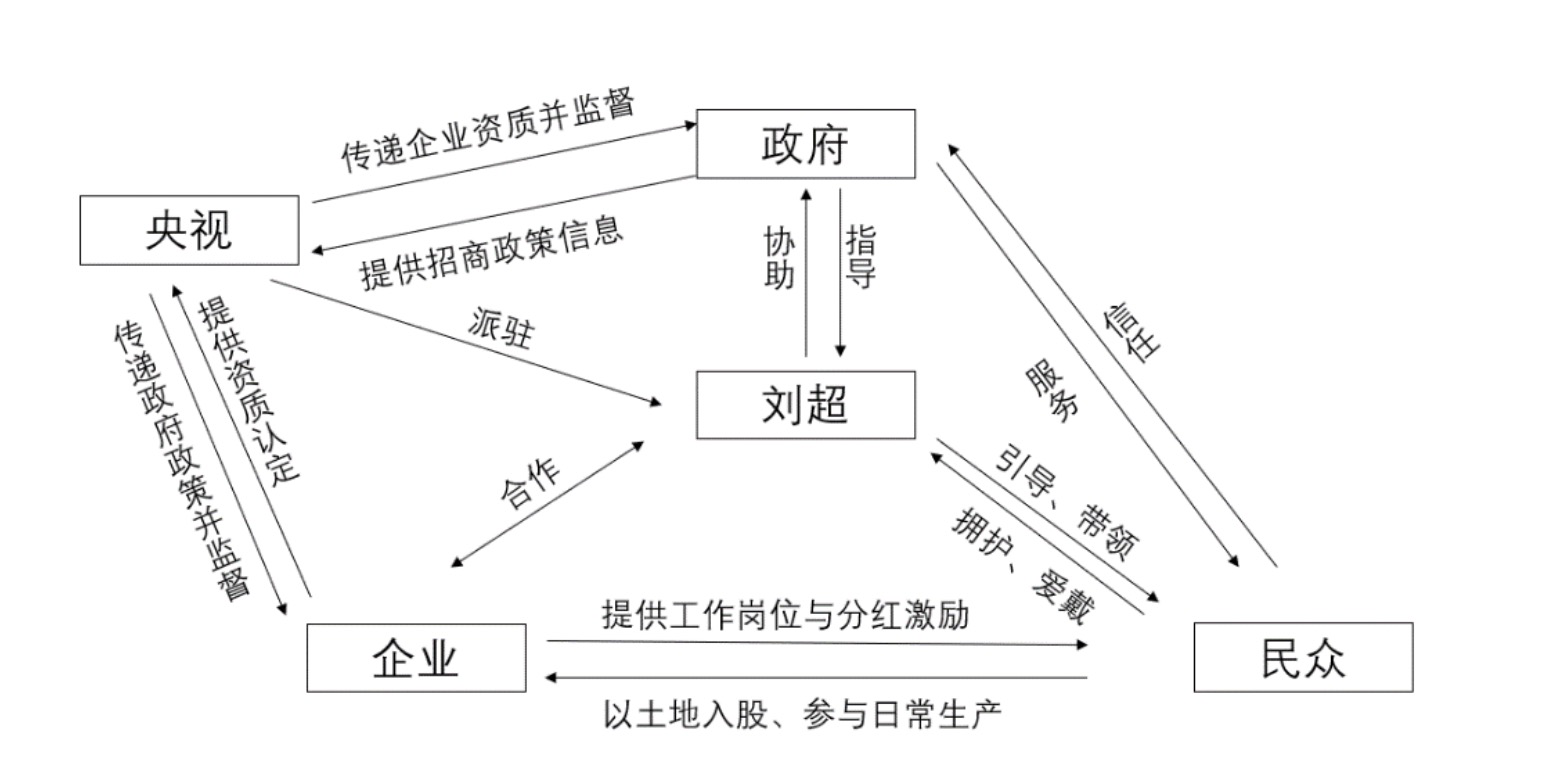 传递企业资质并监督
政府
央视
提供招商政策信息
协助
指导
派驻
信任
服务
传递政府政策并监督
提供资质认定
刘超
合作
引导、带领
拥护、爱戴
提供工作岗位与分红激励
企业
民众
以土地入股、参与日常生产